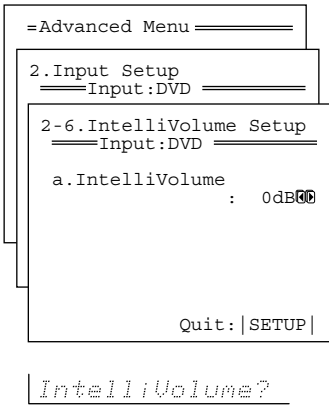 =Advanced Menu
2.Input Setup
Input:DVD
2-6.IntelliVolume Setup
Input:DVD
a.IntelliVolume
: 0dB
Quit:|SETUP|
IntelliVolume?